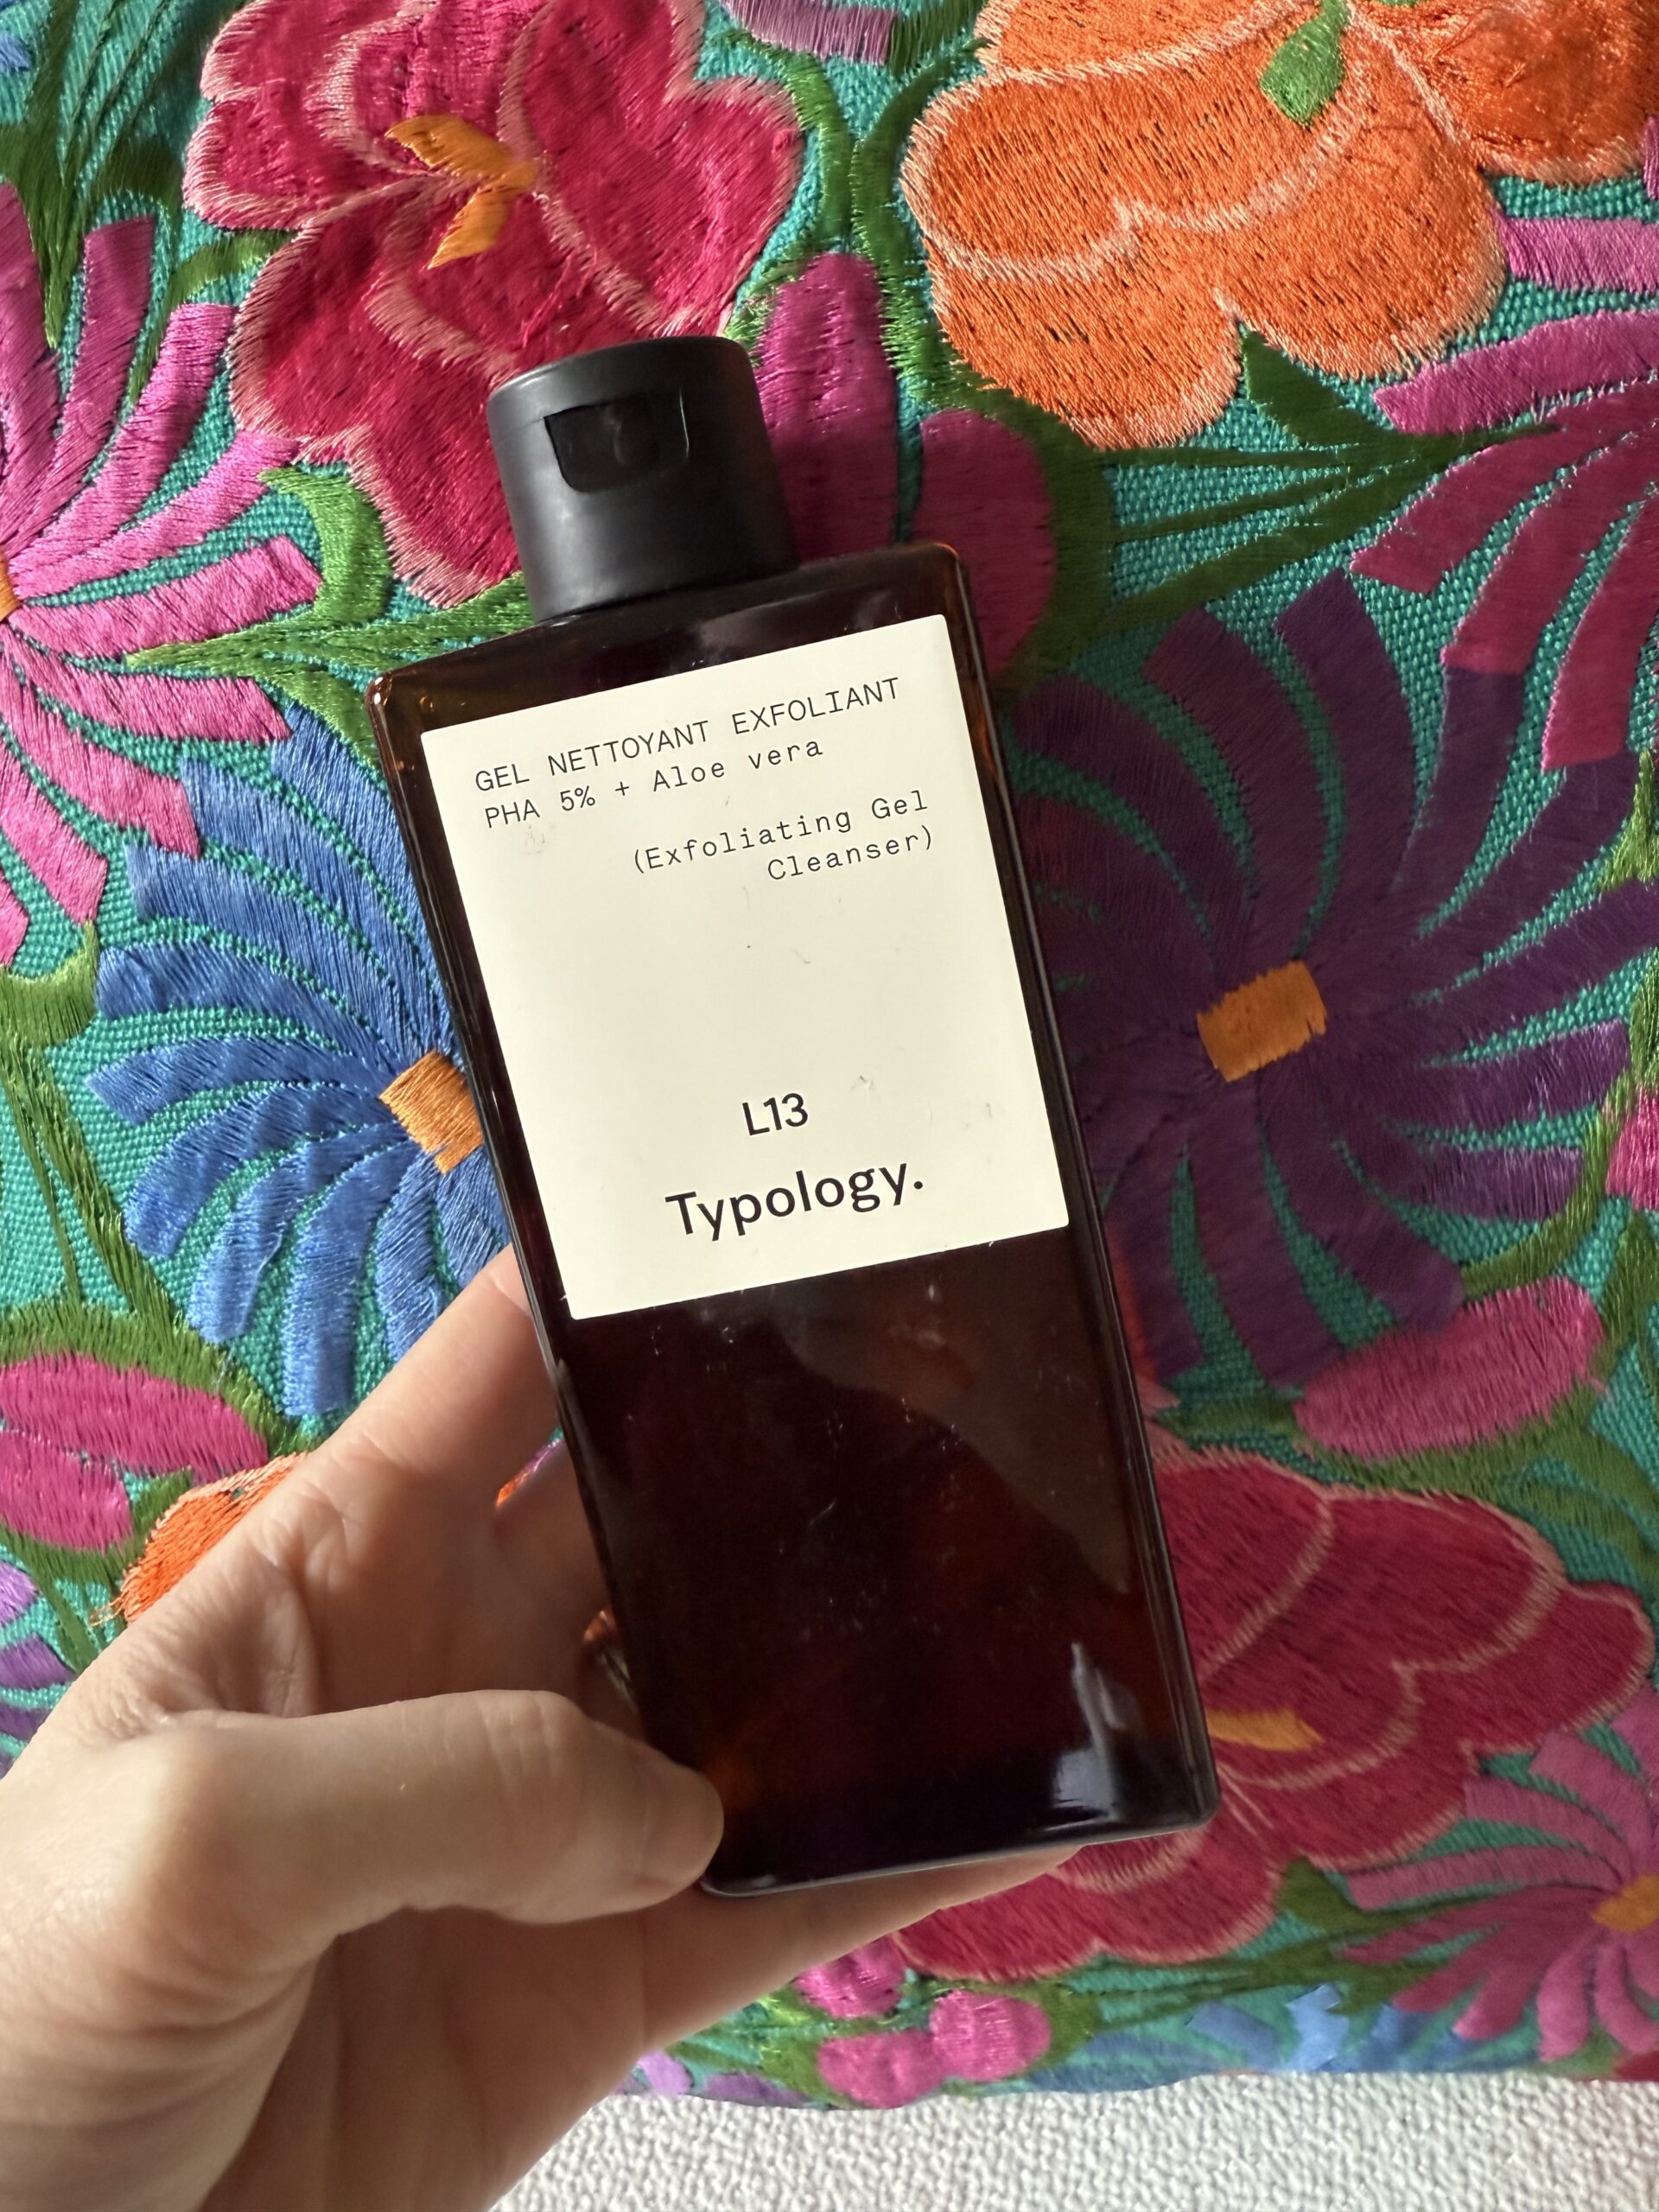 GEL NETTOYANT EXFOLIANT
PHA 5% + Aloe vera
(Exfoliating Gel
Cleanser)
L13
Typology.